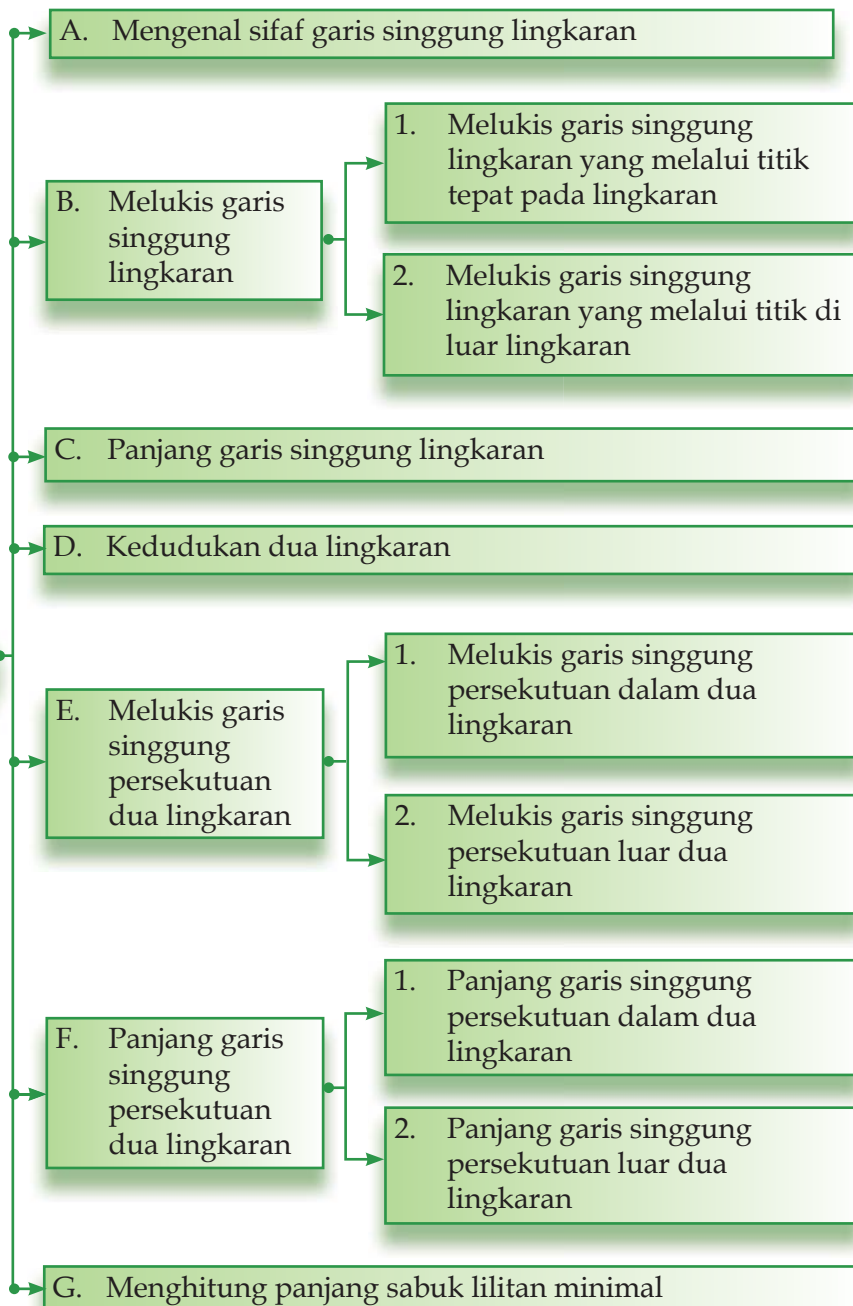 A. Mengenal sifaf garis singgung lingkaran
B. Melukis garis
singgung
lingkaran
1. Melukis garis singgung
lingkaran yang melalui titik
tepat pada lingkaran
2. Melukis garis singgung
lingkaran yang melalui titik di
luar lingkaran
C. Panjang garis singgung lingkaran
D. Kedudukan dua lingkaran
E. Melukis garis
singgung
persekutuan
dua lingkaran
1. Melukis garis singgung
persekutuan dalam dua
lingkaran
2. Melukis garis singgung
persekutuan luar dua
lingkaran
F. Panjang garis
singgung
persekutuan
dua lingkaran
1. Panjang garis singgung
persekutuan dalam dua
lingkaran
2. Panjang garis singgung
persekutuan luar dua
lingkaran
G. Menghitung panjang sabuk lilitan minimal